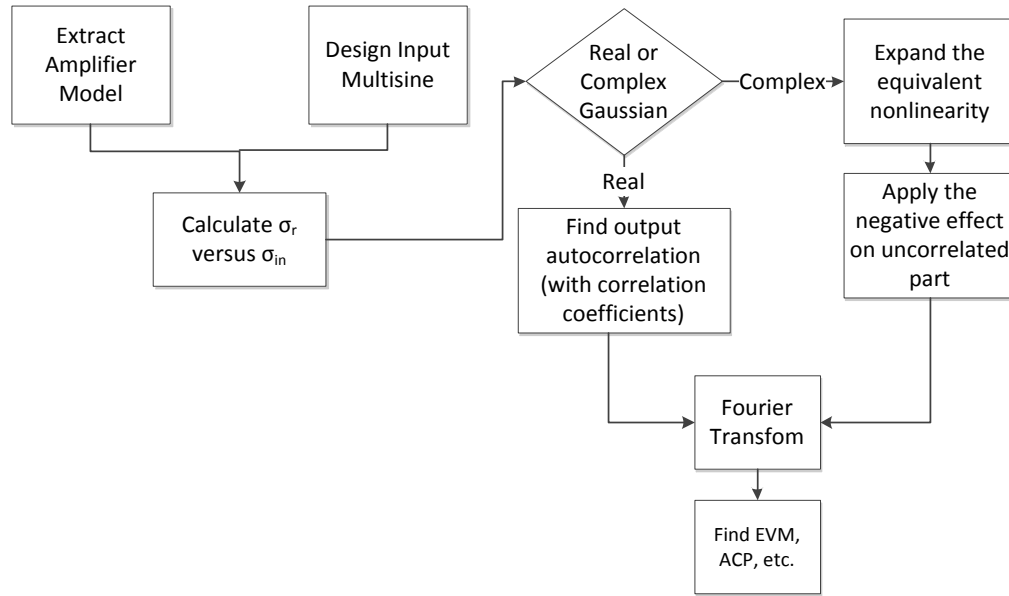 Extract
Amplifier
Model
Design Input
Multisine
Calculate σr
versus σin
Real or
Complex
Gaussian
Complex
Real
Expand the
equivalent
nonlinearity
Apply the
negative effect
on uncorrelated
part
Find output
autocorrelation
(with correlation
coefficients)
Fourier
Transfom
Find EVM,
ACP, etc.